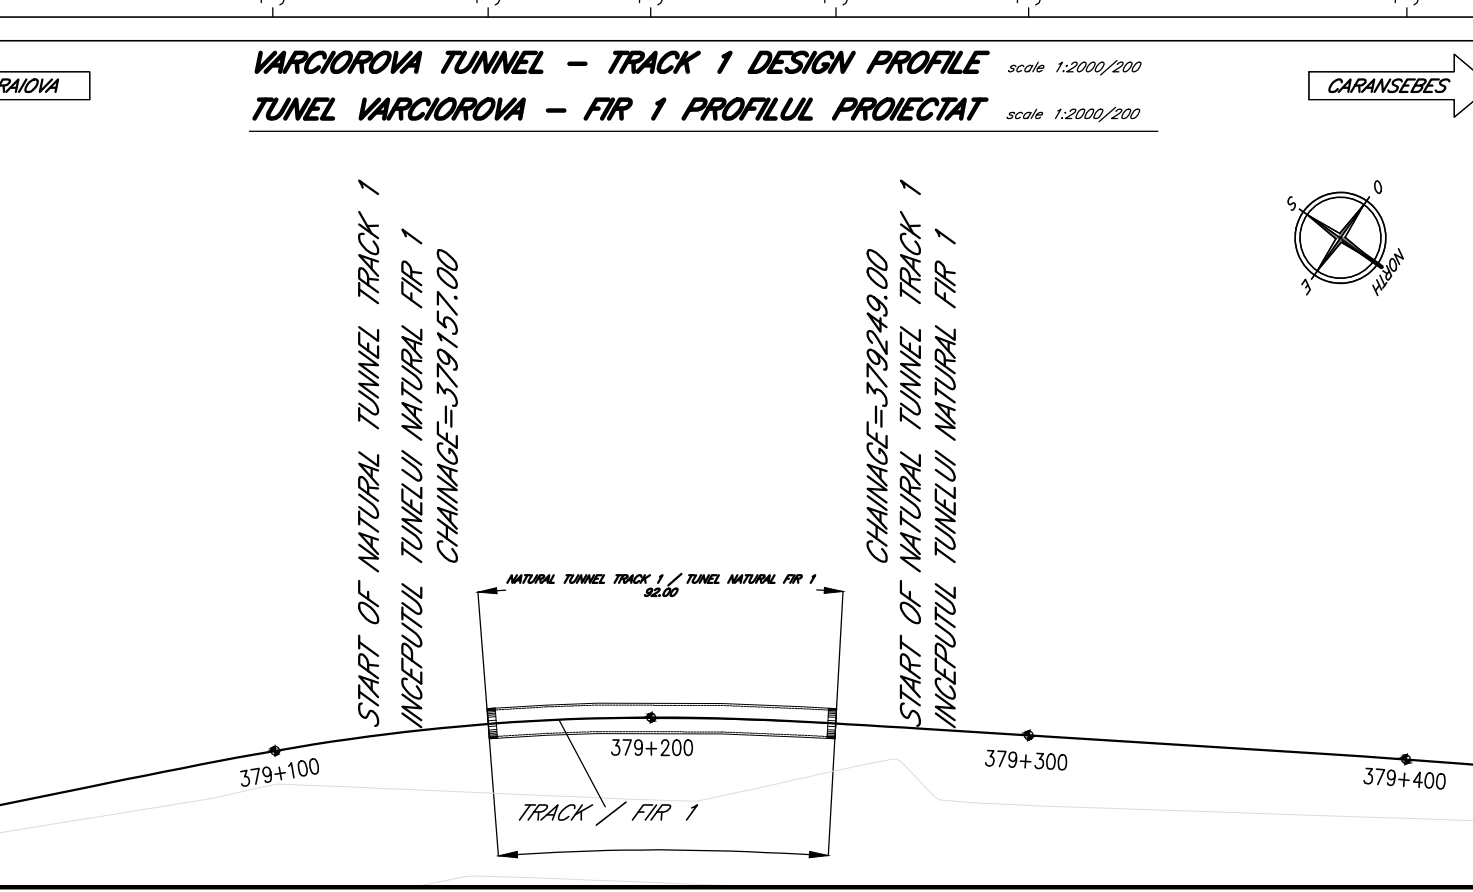 VARCIOROVA TUNNEL - TRACK 1 DESIGN PROFILE scale 1:2000/200
TUNEL VARCIOROVA - FIR 1 PROFILUL PROIECTAT scale 1:2000/200
RAIOVA
CARANSEBES
S
O
E
NORTH
START OF NATURAL TUNNEL TRACK 1
INCEPUTUL TUNELUI NATURAL FIR 1
CHAINAGE=379157.00
CHAINAGE=379249.00
START OF NATURAL TUNNEL TRACK 1
INCEPUTUL TUNELUI NATURAL FIR 1
NATURAL TUNNEL TRACK 1 / TUNEL NATURAL FIR 1
92.00
379+100
379+200
379+300
379+400
TRACK / FIR 1